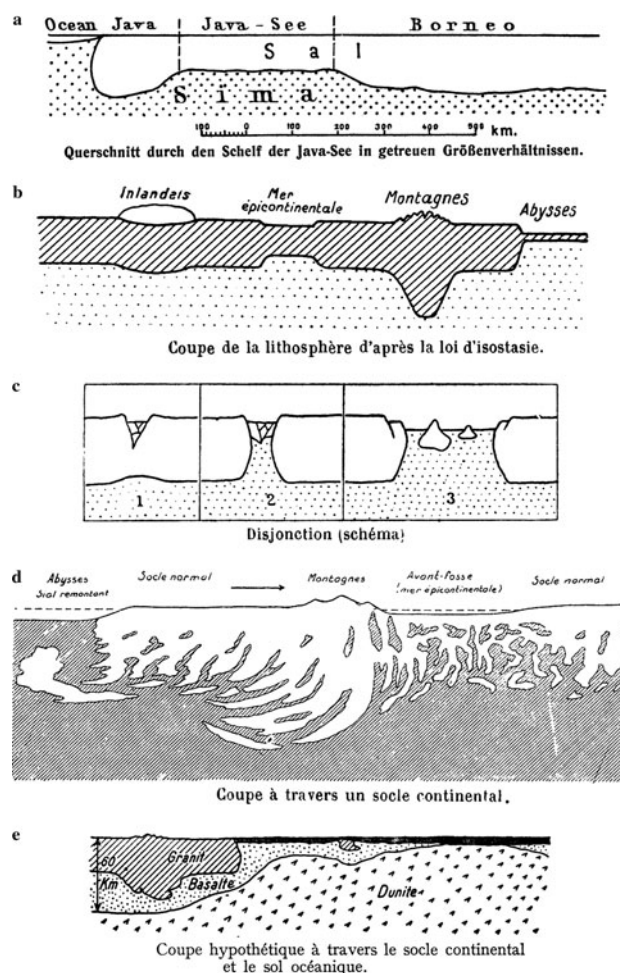 a
Ocean Java Java-See Borneo
Sal
Sima
100 0 100 200 300 400 500 km.
Querschnitt durch den Schelf der Java-See in getreuen Größenverhältnissen.
b
Inlandeis Mer épicontinentale Montagnes Abysses
Coupe de la lithosphère d'après la loi d'isostasie.
c
1 2 3
Disjonction (schéma)
d
Abysses Sial remontant Socle normal Montagnes Avant-fosse (mer épicontinentale) Socle normal
Coupe à travers un socle continental.
e
60 Km Granit Basalte Dunite
Coupe hypothétique à travers le socle continental
et le sol océanique.